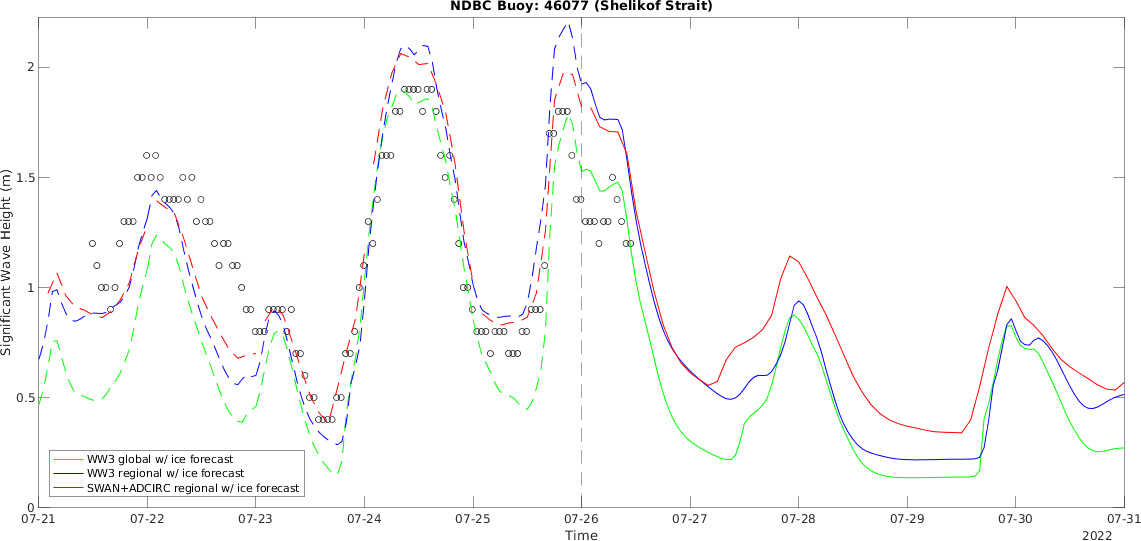 NDBC Buoy: 46077 (Shelikof Strait)
Significant Wave Height (m)
2
1.5
1
0.5
0
WW3 global w/ ice forecast
WW3 regional w/ ice forecast
SWAN+ADCIRC regional w/ ice forecast
07-21 07-22 07-23 07-24 07-25 07-26 07-27 07-28 07-29 07-30 07-31
Time
2022